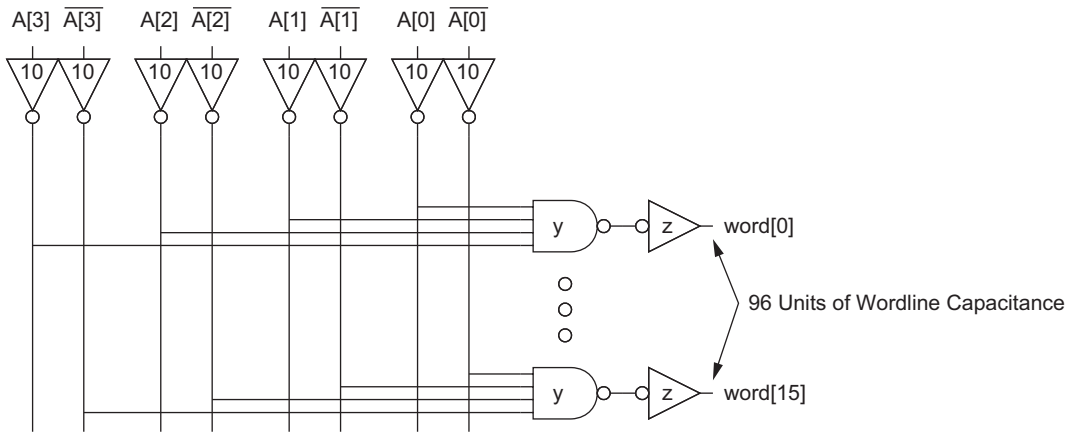 A[3] A̅[̅3̅]̅ A[2] A̅[̅2̅]̅ A[1] A̅[̅1̅]̅ A[0] A̅[̅0̅]̅
10 10 10 10 10 10 10 10
y z word[0]
96 Units of Wordline Capacitance
y z word[15]